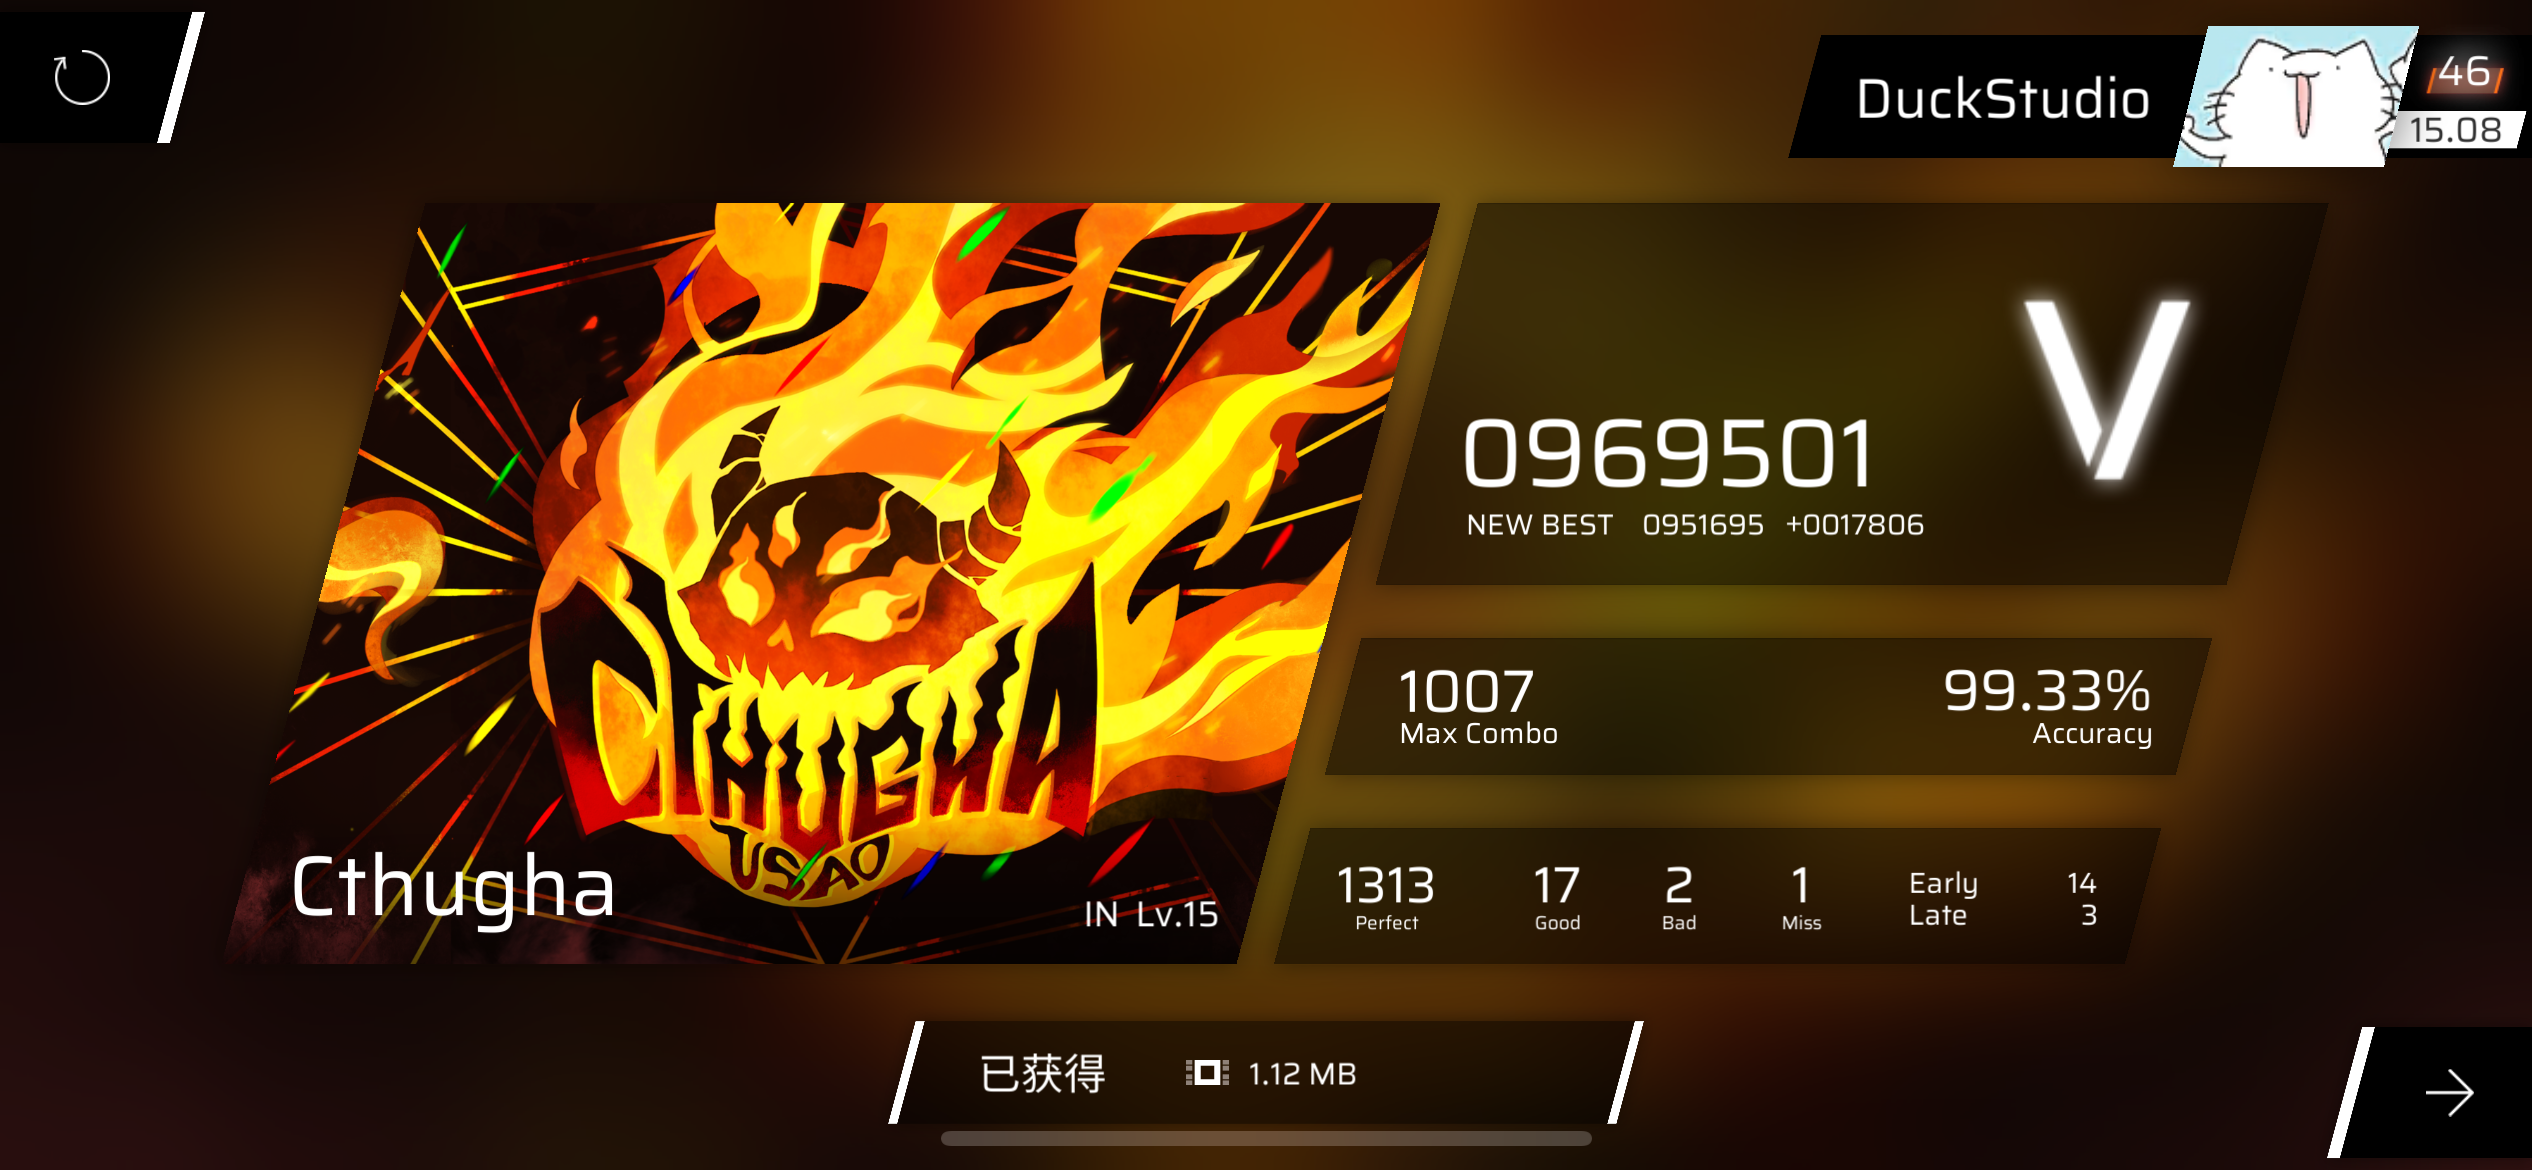 DuckStudio
46
15.08
CTHUGHA
USAO
Cthugha
IN Lv.15
V
0969501
NEW BEST 0951695 +0017806
1007
Max Combo
99.33%
Accuracy
1313 17 2 1
Perfect Good Bad Miss
Early 14
Late 3
已获得 1.12 MB